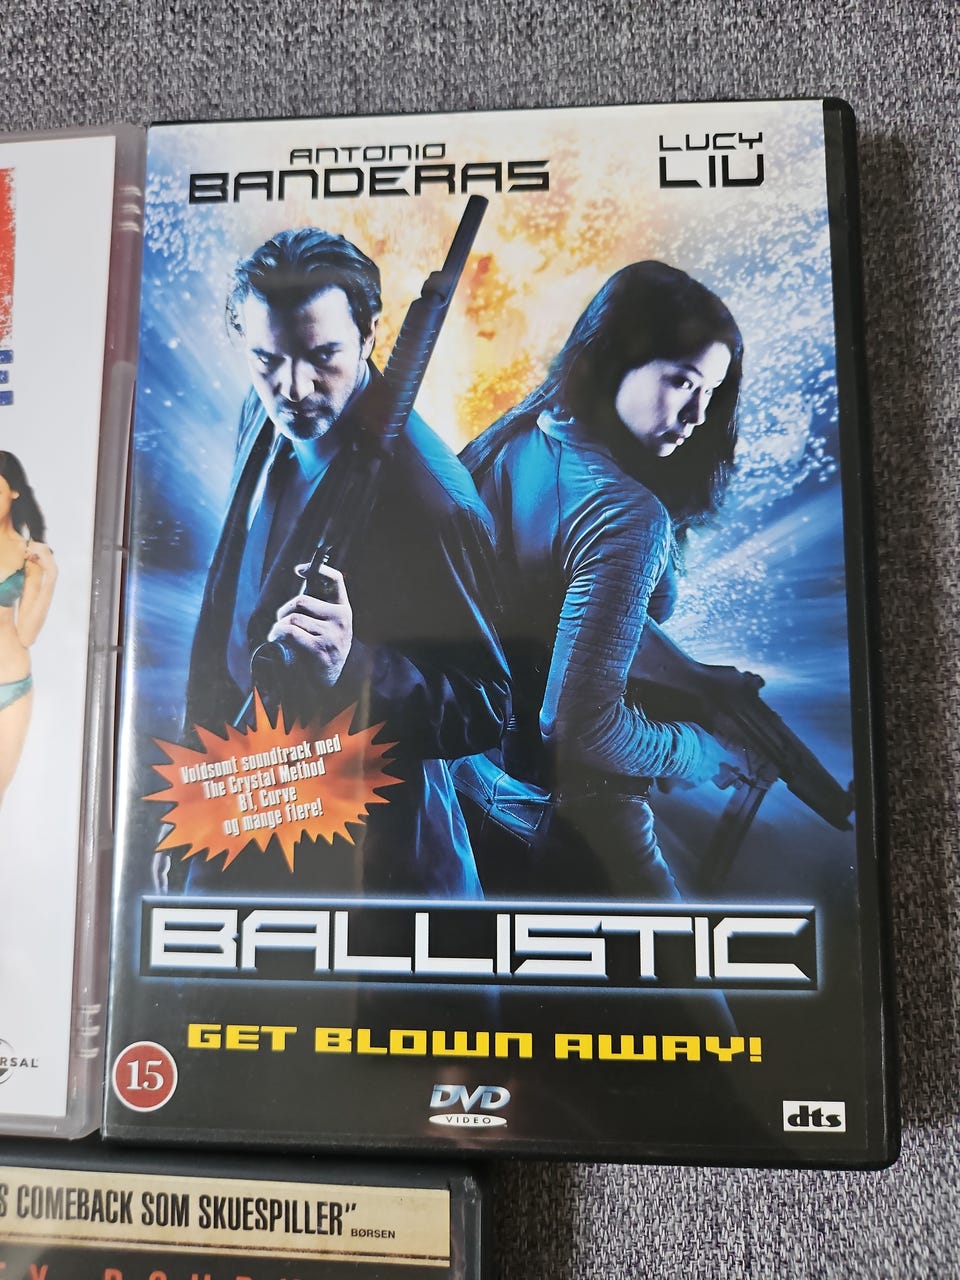 ANTONIO
BANDERAS
LUCY
LIU
Voldsomt soundtrack med
The Crystal Method
BT, Curve
og mange flere!
BALLISTIC
GET BLOWN AWAY!
15
DVD
VIDEO
dts
COMEBACK SOM SKUESPILLER”
BØRSEN